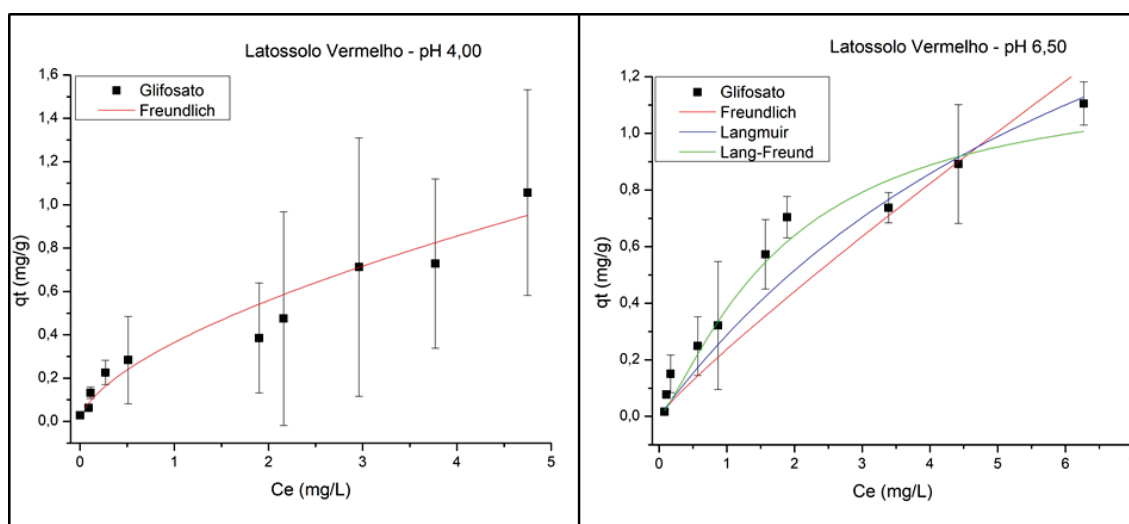 Latossolo Vermelho - pH 4,00
Glifosato
Freundlich
qt (mg/g)
1,6
1,4
1,2
1,0
0,8
0,6
0,4
0,2
0,0
0 1 2 3 4 5
Ce (mg/L)
Latossolo Vermelho - pH 6,50
Glifosato
Freundlich
Langmuir
Lang-Freund
qt (mg/g)
1,2
1,0
0,8
0,6
0,4
0,2
0,0
0 1 2 3 4 5 6
Ce (mg/L)